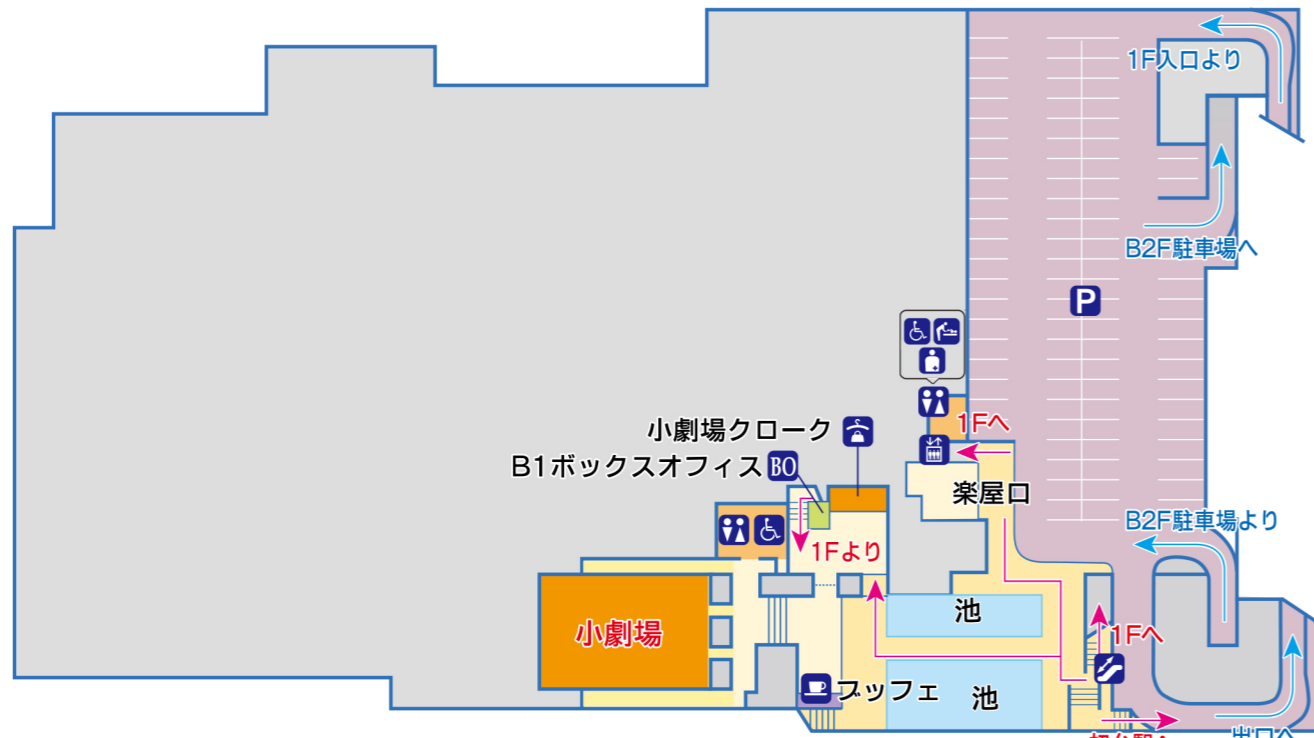 1F入口より
B2F駐車場へ
P
1Fへ
小劇場クローク
B1ボックスオフィス BO
楽屋口
B2F駐車場より
1Fより
池
小劇場
1Fへ
ブッフェ
池
出口へ